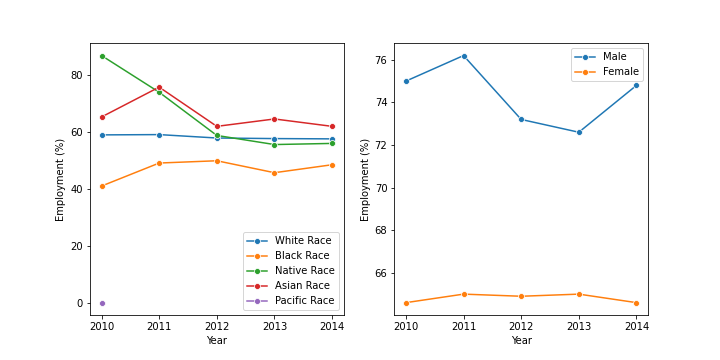 Employment (%)
80
60
40
20
0
2010 2011 2012 2013 2014
Year
White Race
Black Race
Native Race
Asian Race
Pacific Race
Employment (%)
76
74
72
70
68
66
2010 2011 2012 2013 2014
Year
Male
Female